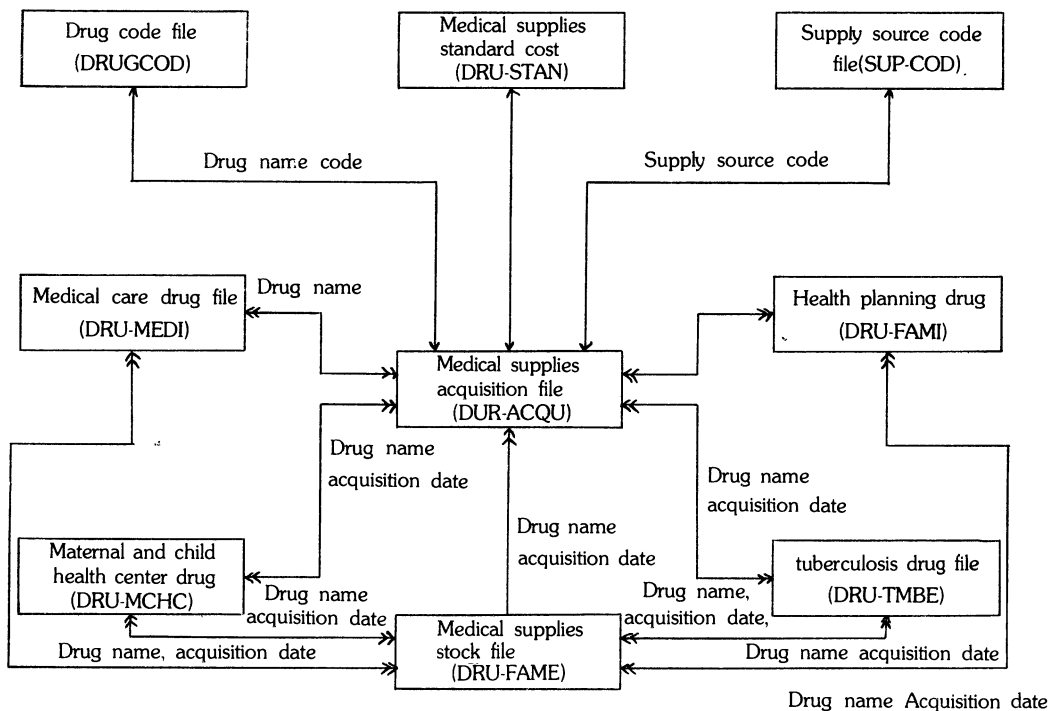 Drug code file
(DRUGCOD)
Medical supplies
standard cost
(DRU-STAN)
Supply source code
file(SUP-COD)
Drug name code
Supply source code
Medical care drug file
(DRU-MEDI)
Drug name
Health planning drug
(DRU-FAMI)
Medical supplies
acquisition file
(DUR-ACQU)
Drug name
acquisition date
Drug name
acquisition date
Drug name
acquisition date
Maternal and child
health center drug
(DRU-MCHC)
tuberculosis drug file
(DRU-TMBE)
Drug name
acquisition date
Drug name,
acquisition date,
Medical supplies
stock file
(DRU-FAME)
Drug name, acquisition date
Drug name acquisition date
Drug name Acquisition date